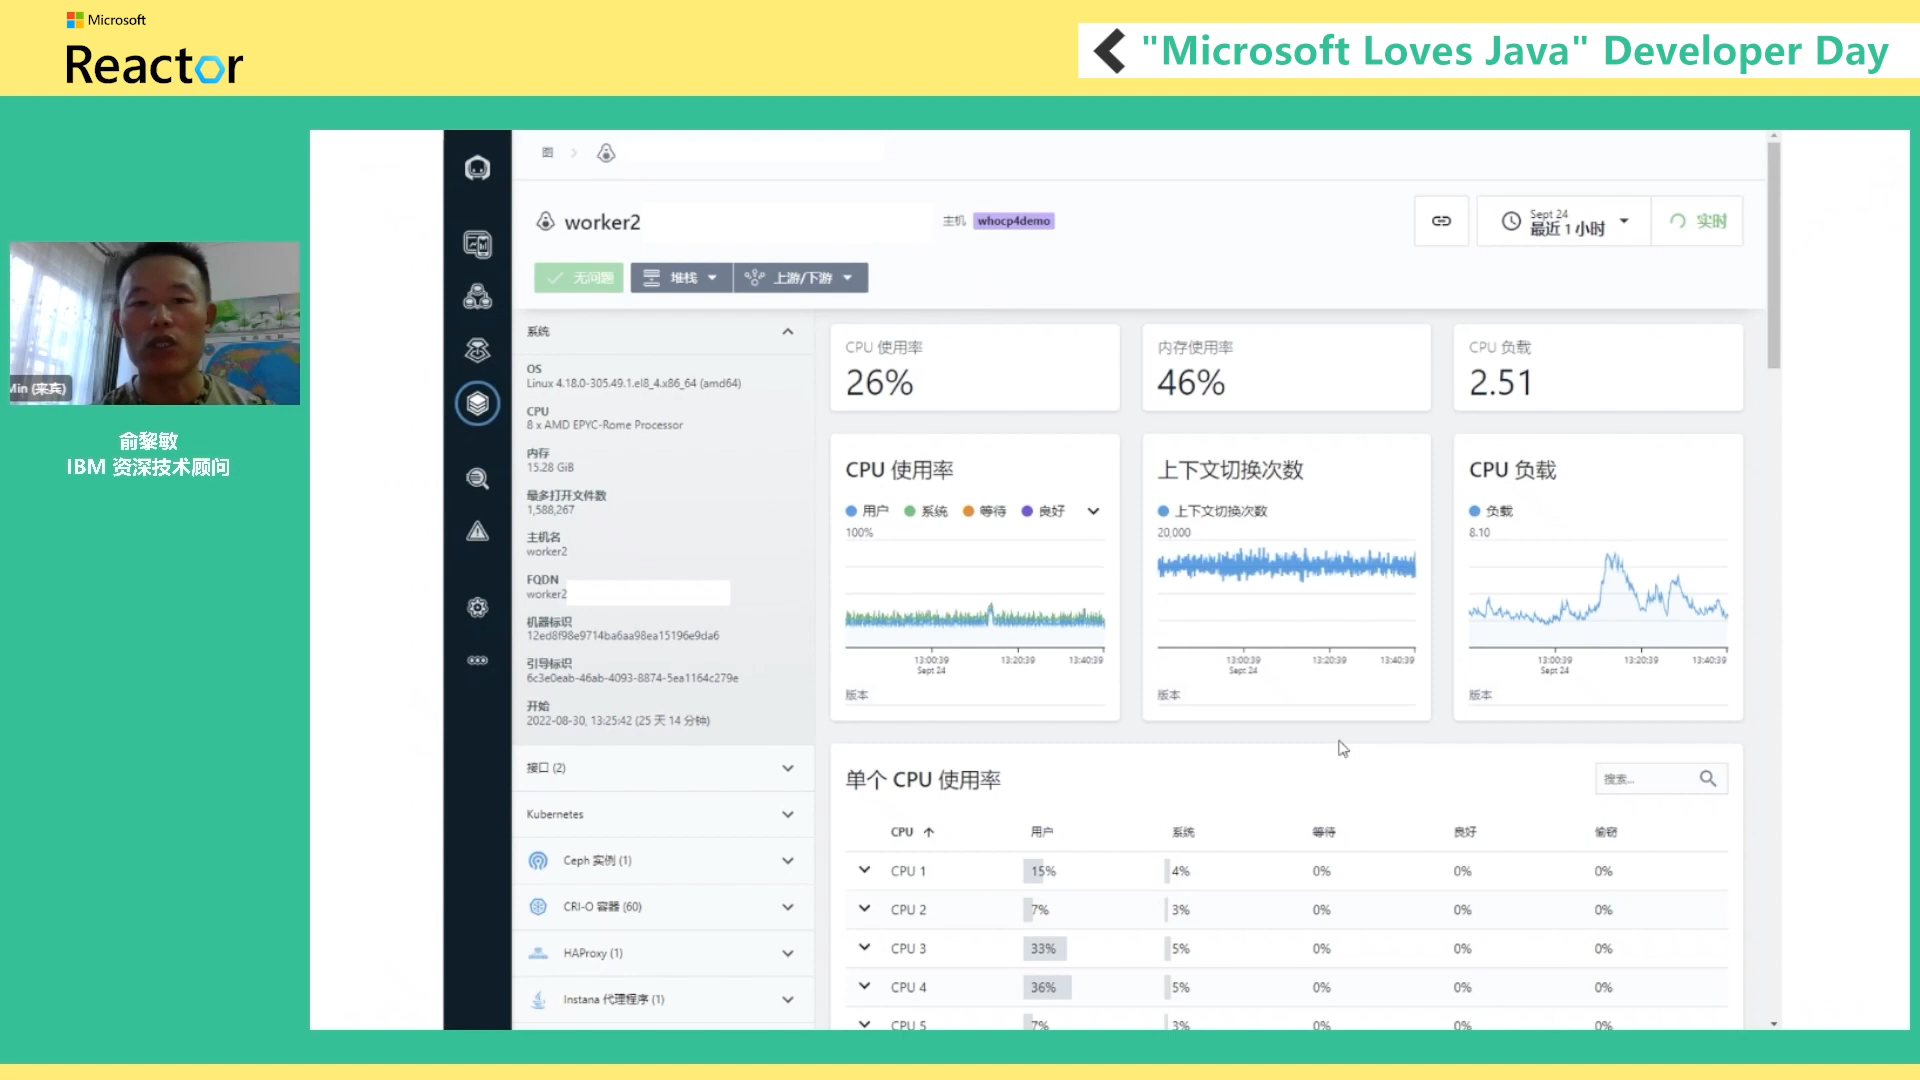 Microsoft
Reactor
"Microsoft Loves Java" Developer Day
Min (来宾)
俞黎敏
IBM 资深技术顾问
图
worker2
主机 whocp4demo
Sept 24
最近 1 小时
实时
无问题
堆栈
上游/下游
系统
OS
Linux 4.18.0-305.49.1.el8_4.x86_64 (amd64)
CPU
8 x AMD EPYC-Rome Processor
内存
15.28 GiB
最多打开文件数
1,588,267
主机名
worker2
FQDN
worker2
机器标识
12ed8f98e9714ba6aa98ea15196e9da6
引导标识
6c3e0eab-46ab-4093-8874-5ea1164c279e
开始
2022-08-30, 13:25:42 (25 天 14 分钟)
接口 (2)
Kubernetes
Ceph 实例 (1)
CRI-O 容器 (60)
HAProxy (1)
Instana 代理程序 (1)
CPU 使用率
26%
内存使用率
46%
CPU 负载
2.51
CPU 使用率
用户 系统 等待 良好
100%
13:00:39 13:20:39 13:40:39
Sept 24
版本
上下文切换次数
上下文切换次数
20,000
13:00:39 13:20:39 13:40:39
Sept 24
版本
CPU 负载
负载
8.10
13:00:39 13:20:39 13:40:39
Sept 24
版本
单个 CPU 使用率
搜索...
CPU 用户 系统 等待 良好 偷窃
CPU 1 15% 4% 0% 0% 0%
CPU 2 7% 3% 0% 0% 0%
CPU 3 33% 5% 0% 0% 0%
CPU 4 36% 5% 0% 0% 0%
CPU 5 7% 3% 0% 0% 0%